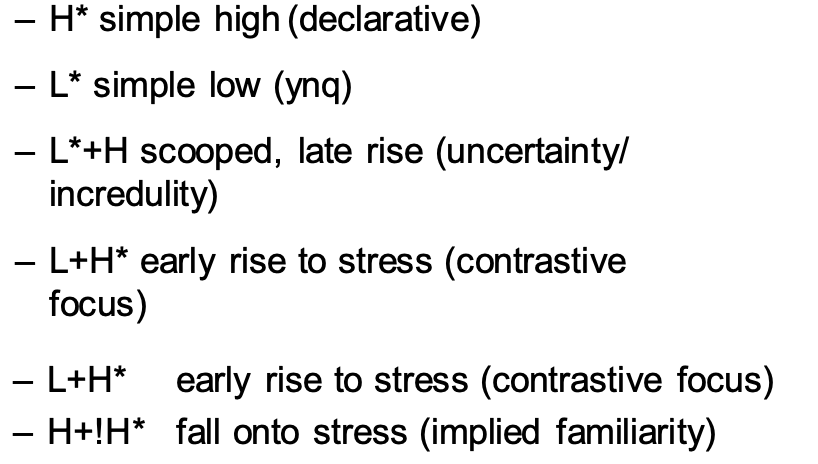 – H* simple high (declarative)
– L* simple low (ynq)
– L*+H scooped, late rise (uncertainty/
incredulity)
– L+H* early rise to stress (contrastive
focus)
– L+H* early rise to stress (contrastive focus)
– H+!H* fall onto stress (implied familiarity)